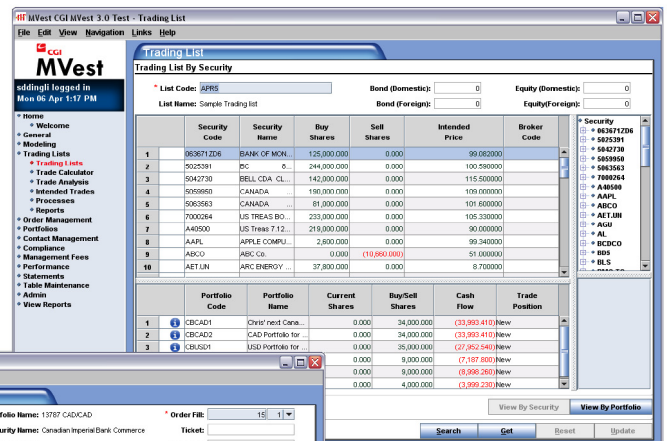 MVest CGI MVest 3.0 Test - Trading List
File Edit View Navigation Links Help
CGI
MVest
sddingli logged in
Mon 06 Apr 1:17 PM
Home
Welcome
General
Modeling
Trading Lists
Trading Lists
Trade Calculator
Trade Analysis
Intended Trades
Processes
Reports
Order Management
Portfolios
Contact Management
Compliance
Management Fees
Performance
Statements
Table Maintenance
Admin
View Reports
Trading List
Trading List By Security
* List Code: APR5 Bond (Domestic): 0 Equity (Domestic): 0
List Name: Sample Trading list Bond (Foreign): 0 Equity(Foreign): 0
Security Code Security Name Buy Shares Sell Shares Intended Price Broker Code
1 063671ZD6 BANK OF MON... 125,000.000 0.000 99.082000
2 5025391 BC 8... 244,000.000 0.000 100.590000
3 5042730 BELL CDA CL... 142,000.000 0.000 115.500000
4 5059950 CANADA ... 190,000.000 0.000 109.000000
5 5063563 CANADA ... 81,000.000 0.000 101.600000
6 7000264 US TREAS BO... 233,000.000 0.000 105.330000
7 A40500 US Treas 7.12... 219,000.000 0.000 90.000000
8 AAPL APPLE COMPU... 2,600.000 0.000 99.340000
9 ABCO ABC Co. 0.000 (10,660.000) 51.000000
10 AET.UN ARC ENERGY ... 37,800.000 0.000 8.700000
Security
063671ZD6
5025391
5042730
5059950
5063563
7000264
A40500
AAPL
ABCO
AET.UN
AGU
AL
BCDCO
BD5
BLS
Portfolio Code Portfolio Name Current Shares Buy/Sell Shares Cash Flow Trade Position
1 CBCAD1 Chris' next Cana... 0.000 34,000.000 (33,993.410) New
2 CBCAD2 CAD Portfolio for ... 0.000 34,000.000 (33,993.410) New
3 CBUSD1 USD Portfolio for ... 0.000 35,000.000 (27,952.540) New
0.000 9,000.000 (7,187.800) New
0.000 9,000.000 (8,998.260) New
0.000 4,000.000 (3,999.230) New
View By Security View By Portfolio
Search Get Reset Update
folio Name: 13787 CAD/CAD * Order Fill: 15 1
urity Name: Canadian Imperial Bank Commerce Ticket: